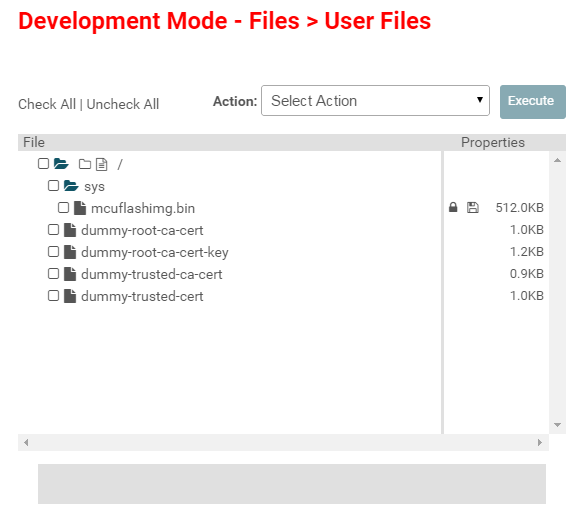 Development Mode - Files > User Files
Check All | Uncheck All Action: Select Action Execute
File Properties
/
sys
mcuflashimg.bin 512.0KB
dummy-root-ca-cert 1.0KB
dummy-root-ca-cert-key 1.2KB
dummy-trusted-ca-cert 0.9KB
dummy-trusted-cert 1.0KB